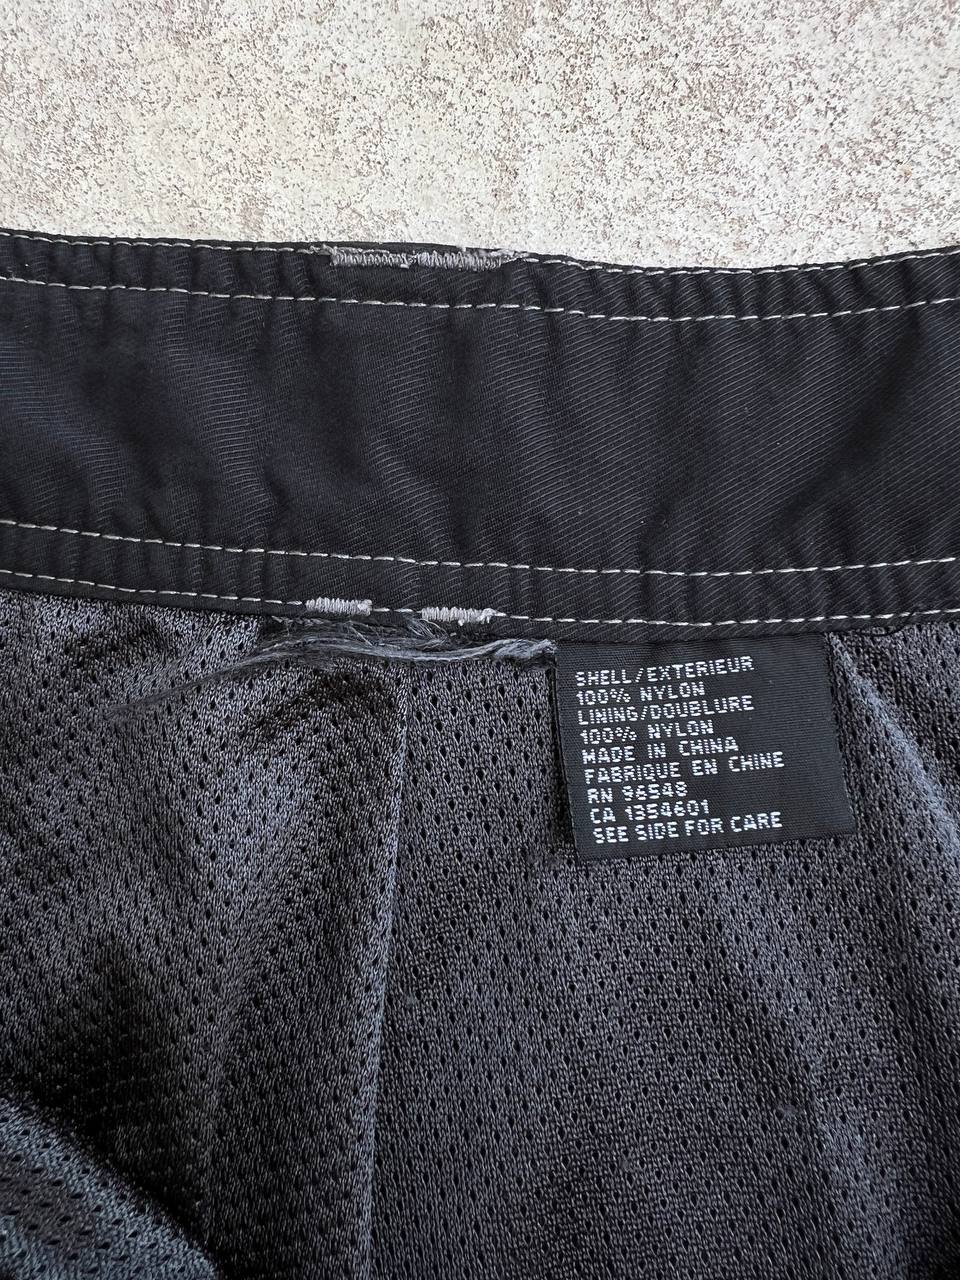 SHELL/EXTERIEUR
100% NYLON
LINING/DOUBLURE
100% NYLON
MADE IN CHINA
FABRIQUE EN CHINE
RN 96548
CA 1354601
SEE SIDE FOR CARE